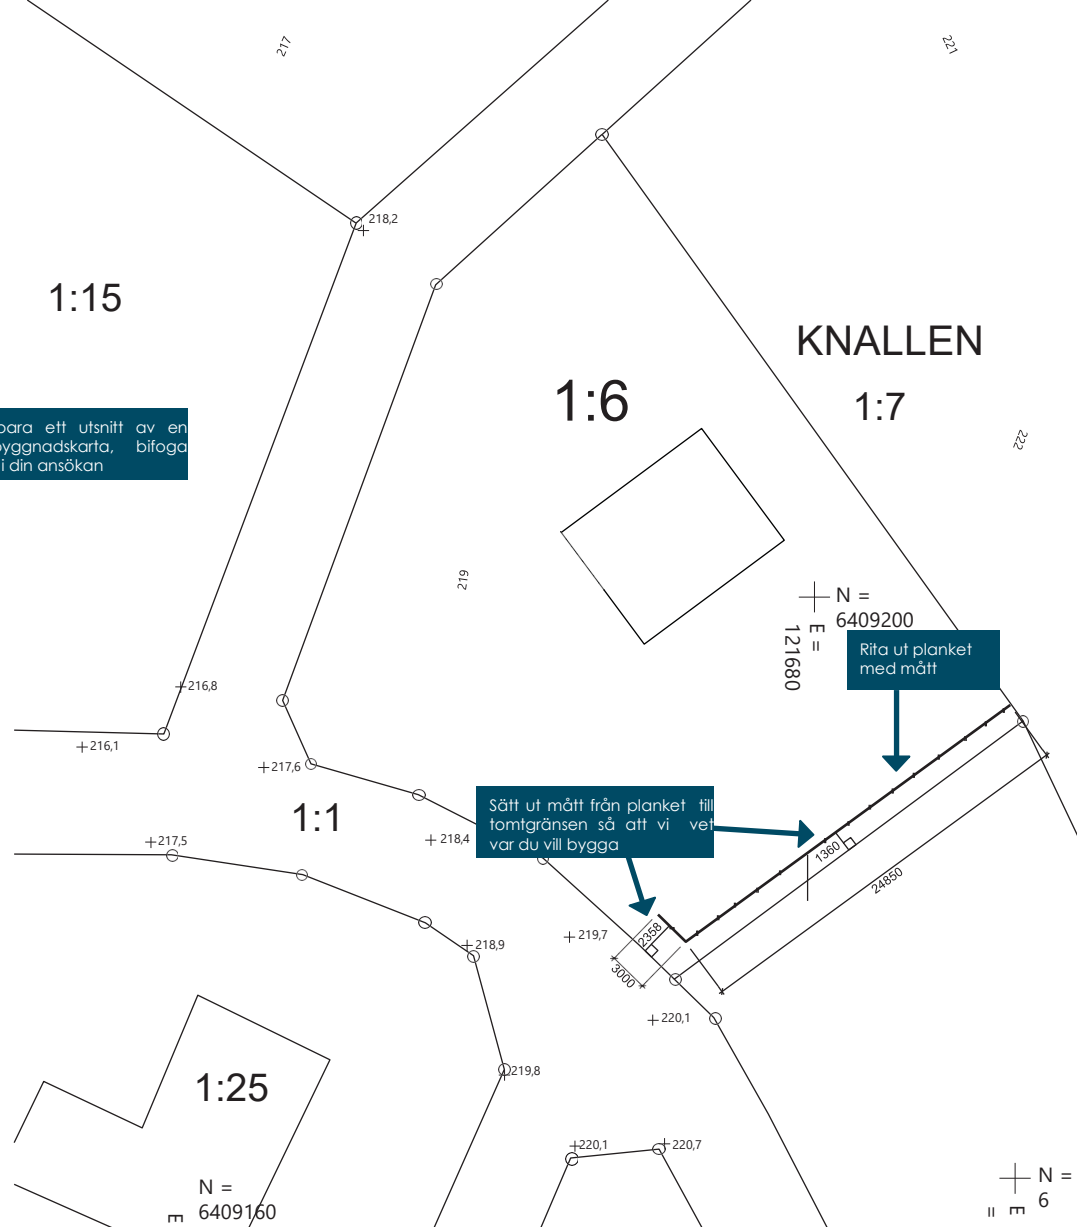 217
221
218,2
1:15
KNALLEN
1:6
1:7
bara ett utsnitt av en
byggnadskarta, bifoga
i din ansökan
222
219
N =
6409200
E =
121680
Rita ut planket
med mått
216,8
216,1
217,6
1:1
Sätt ut mått från planket till
tomtgränsen så att vi vet
var du vill bygga
218,4
217,5
1360
24850
2358
3000
219,7
218,9
220,1
219,8
1:25
220,1
220,7
N =
6409160
E
N =
6
E
=